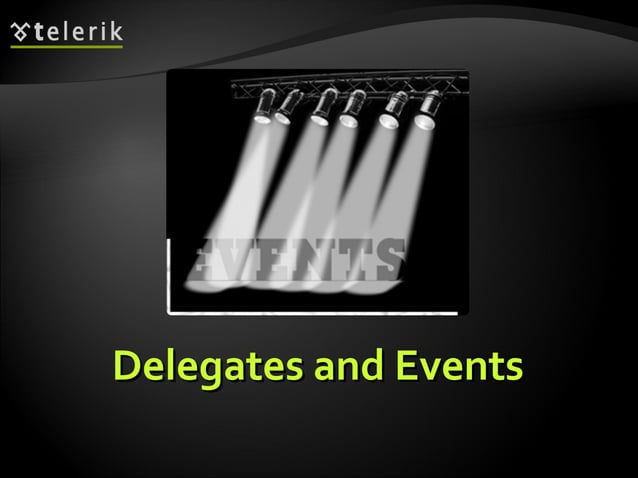 telerik
EVENTS
Delegates and Events